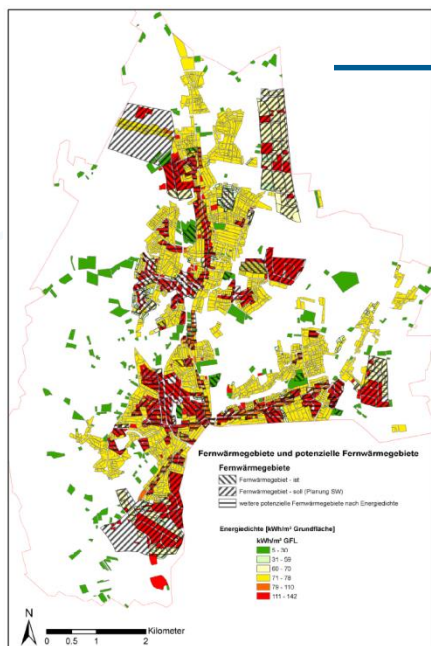 Fernwärmegebiete und potenzielle Fernwärmegebiete
Fernwärmegebiete
Fernwärmegebiet - ist
Fernwärmegebiet - soll (Planung SW)
weitere potenzielle Fernwärmegebiete nach Energiedichte
Energiedichte [kWh/m² Grundfläche]
kWh/m² GFL
5 - 30
31 - 59
60 - 70
71 - 78
79 - 110
111 - 142
N
Kilometer
0 0.5 1 2